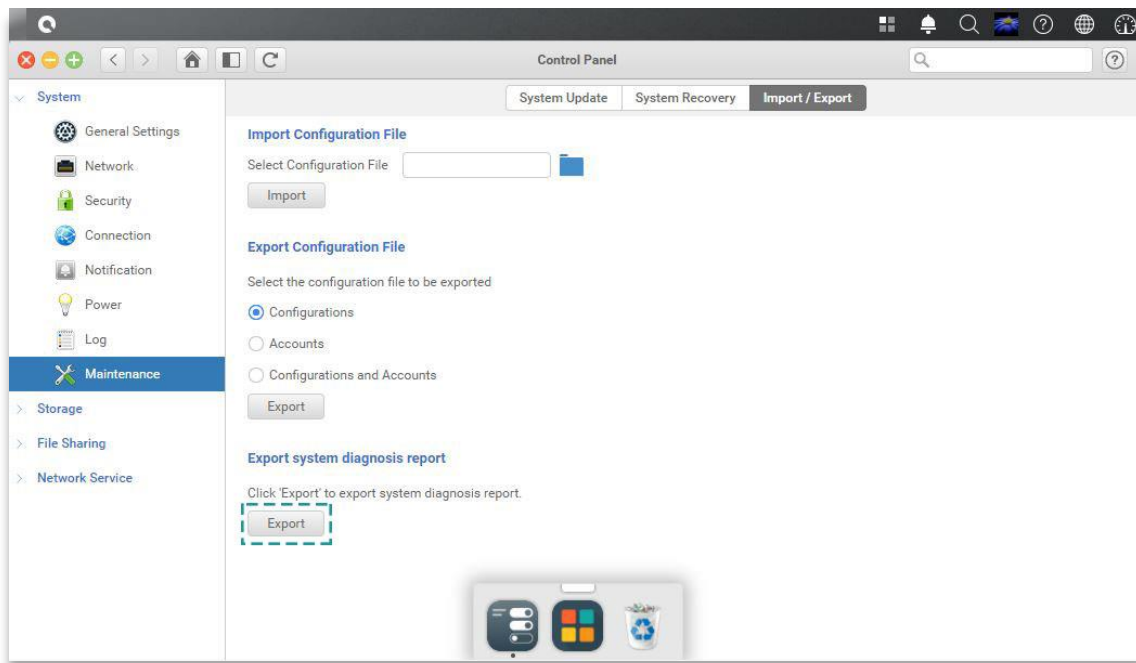 Control Panel
System
General Settings
Network
Security
Connection
Notification
Power
Log
Maintenance
Storage
File Sharing
Network Service
System Update
System Recovery
Import / Export
Import Configuration File
Select Configuration File
Import
Export Configuration File
Select the configuration file to be exported
Configurations
Accounts
Configurations and Accounts
Export
Export system diagnosis report
Click 'Export' to export system diagnosis report.
Export